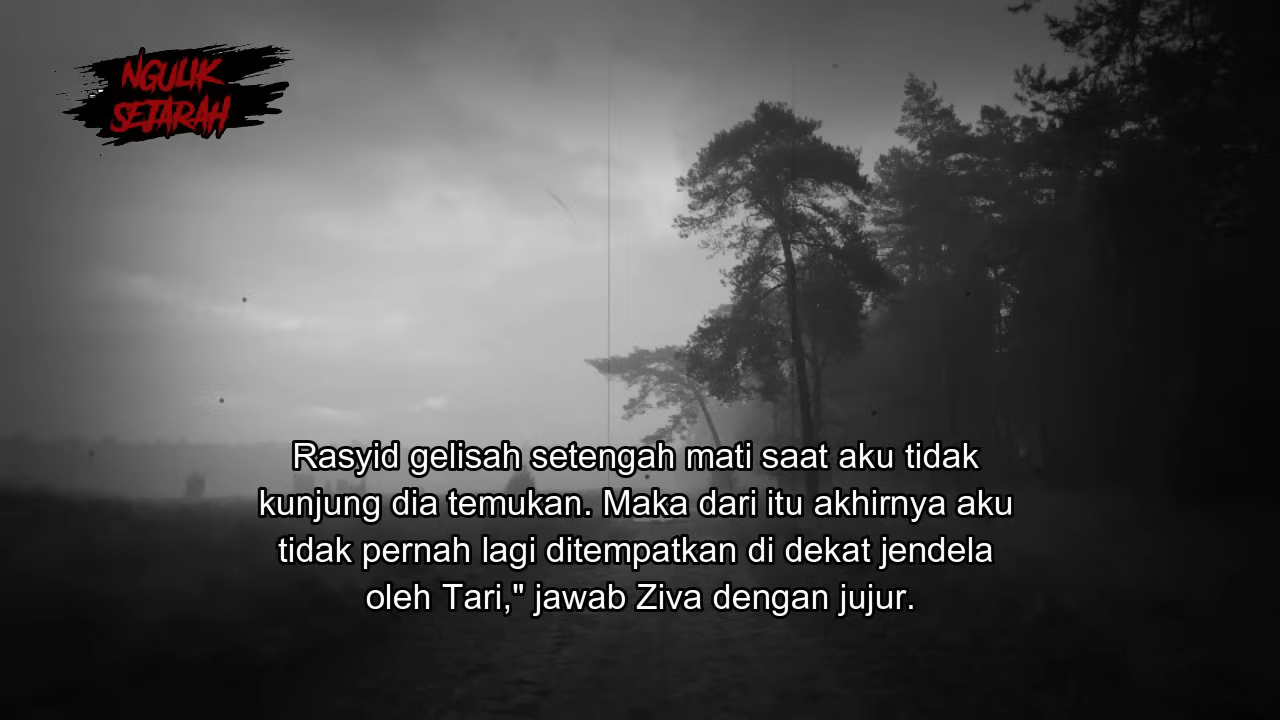 NGULIK
SEJARAH
Rasyid gelisah setengah mati saat aku tidak
kunjung dia temukan. Maka dari itu akhirnya aku
tidak pernah lagi ditempatkan di dekat jendela
oleh Tari," jawab Ziva dengan jujur.